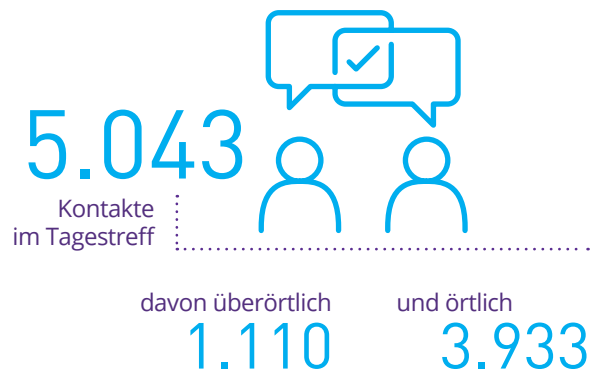 5.043
Kontakte
im Tagestreff
davon überörtlich
1.110
und örtlich
3.933